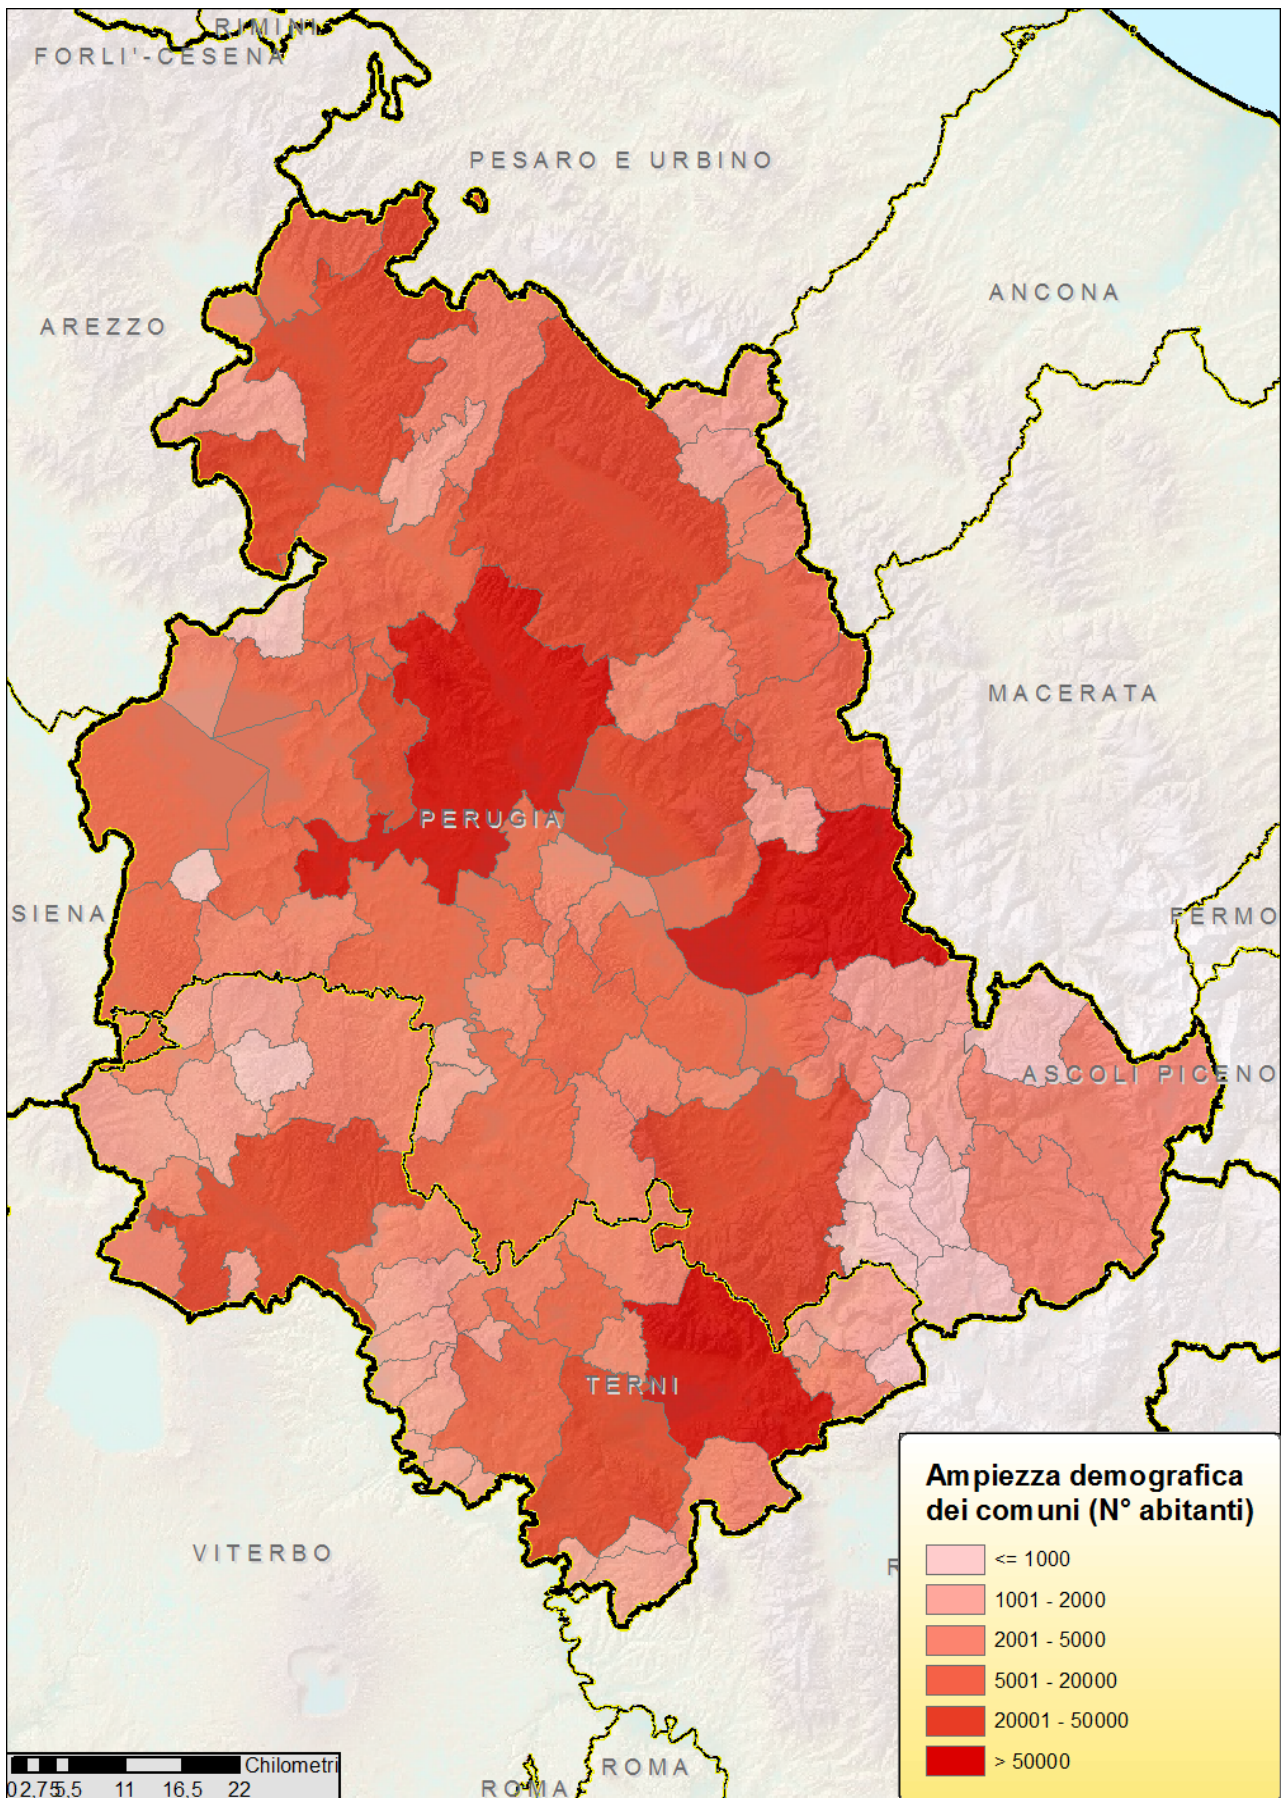 RIMINI
FORLI'-CESENA
PESARO E URBINO
ANCONA
AREZZO
MACERATA
PERUGIA
SIENA
FERMO
ASCOLI PICENO
TERNI
VITERBO
R
ROMA
ROMA
Ampiezza demografica
dei comuni (N° abitanti)
<= 1000
1001 - 2000
2001 - 5000
5001 - 20000
20001 - 50000
> 50000
Chilometri
0 2,75 5,5 11 16,5 22